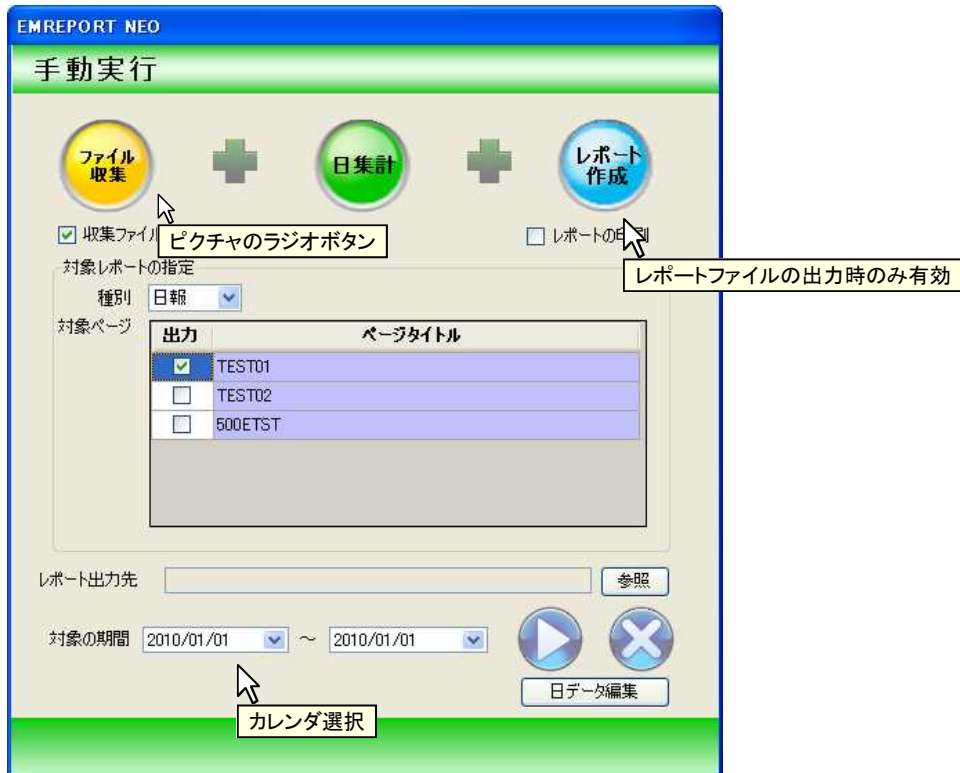 EMREPORT NEO
手動実行
ファイル
収集
日集計
レポート
作成
収集ファイ
ピクチャのラジオボタン
レポートの
レポートファイルの出力時のみ有効
対象レポートの指定
種別 日報
対象ページ
出力 ページタイトル
TEST01
TEST02
500ETST
レポート出力先 参照
対象の期間 2010/01/01 ～ 2010/01/01
日データ編集
カレンダ選択